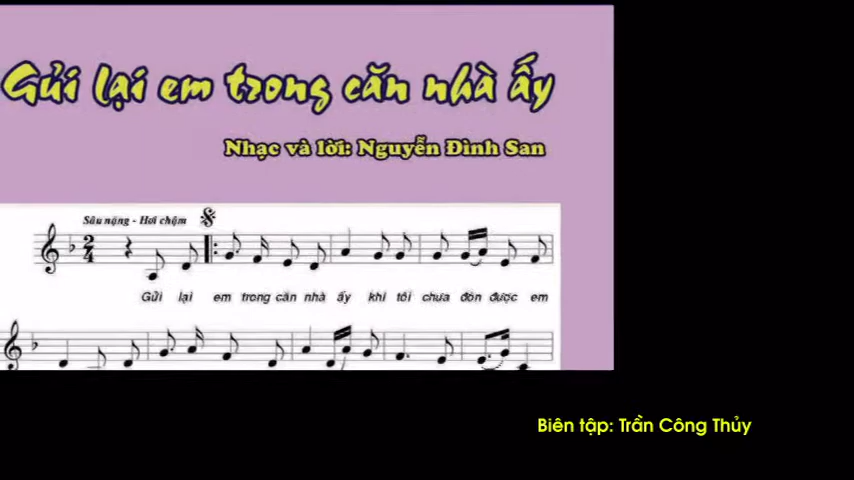 Gửi lại em trong căn nhà ấy
Nhạc và lời: Nguyễn Đình San
Sâu nặng - Hơi chậm
2
4
Gửi lại em trong căn nhà ấy khi tôi chưa đón được em
Biên tập: Trần Công Thủy